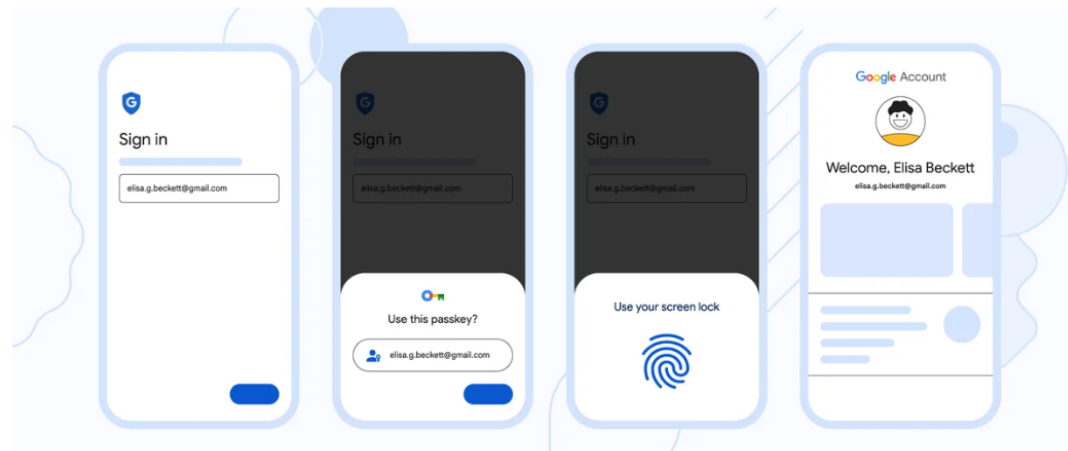 Sign in
elisa.g.beckett@gmail.com
Sign in
elisa.g.beckett@gmail.com
Use this passkey?
elisa.g.beckett@gmail.com
Sign in
elisa.g.beckett@gmail.com
Use your screen lock
Google Account
Welcome, Elisa Beckett
elisa.g.beckett@gmail.com